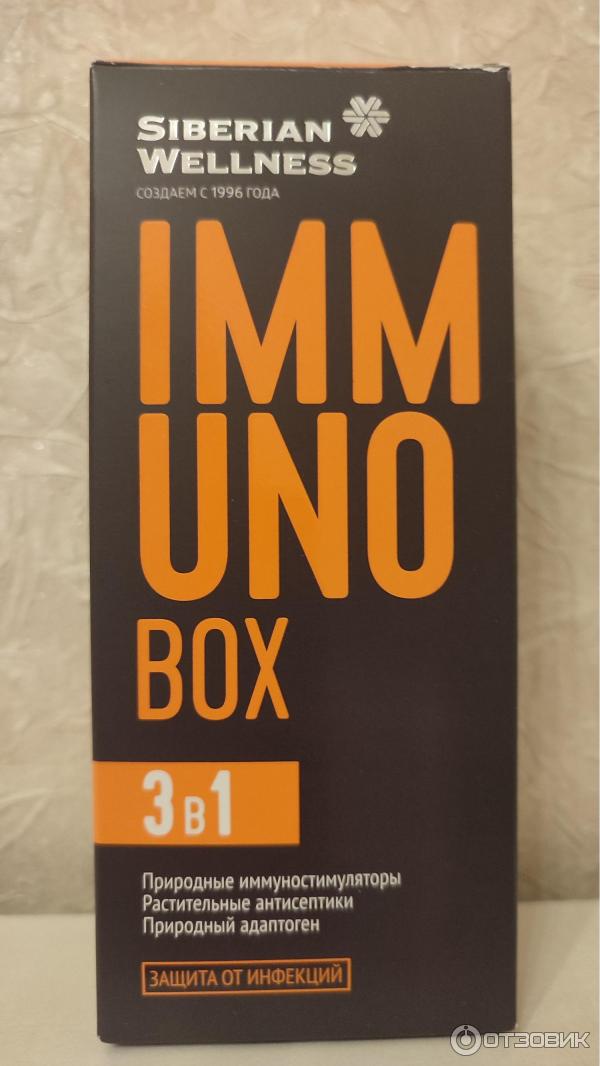 SIBERIAN
WELLNESS
СОЗДАЕМ С 1996 ГОДА
IMM
UNO
BOX
3 в 1
Природные иммуностимуляторы
Растительные антисептики
Природный адаптоген
ЗАЩИТА ОТ ИНФЕКЦИЙ
ОТЗОВИК